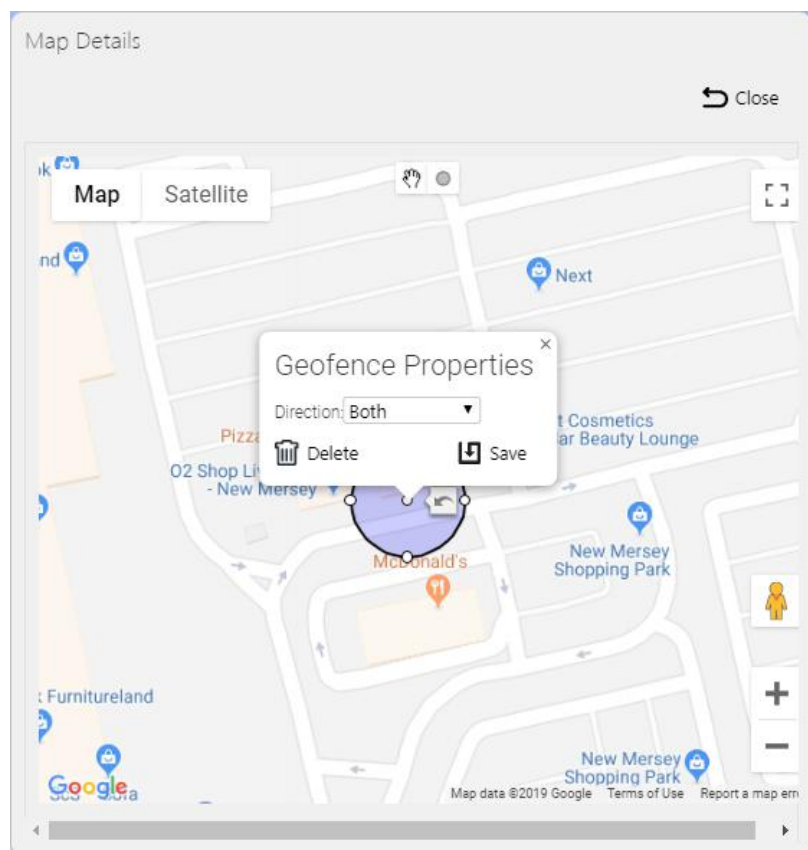 Map Details
Close
Map
Satellite
nd
Next
Geofence Properties
Direction:
Both
Delete
Save
Pizza
t Cosmetics
ar Beauty Lounge
O2 Shop Li
- New Mersey
McDonald's
New Mersey
Shopping Park
Furnitureland
New Mersey
Shopping Park
Google
Map data ©2019 Google
Terms of Use
Report a map err